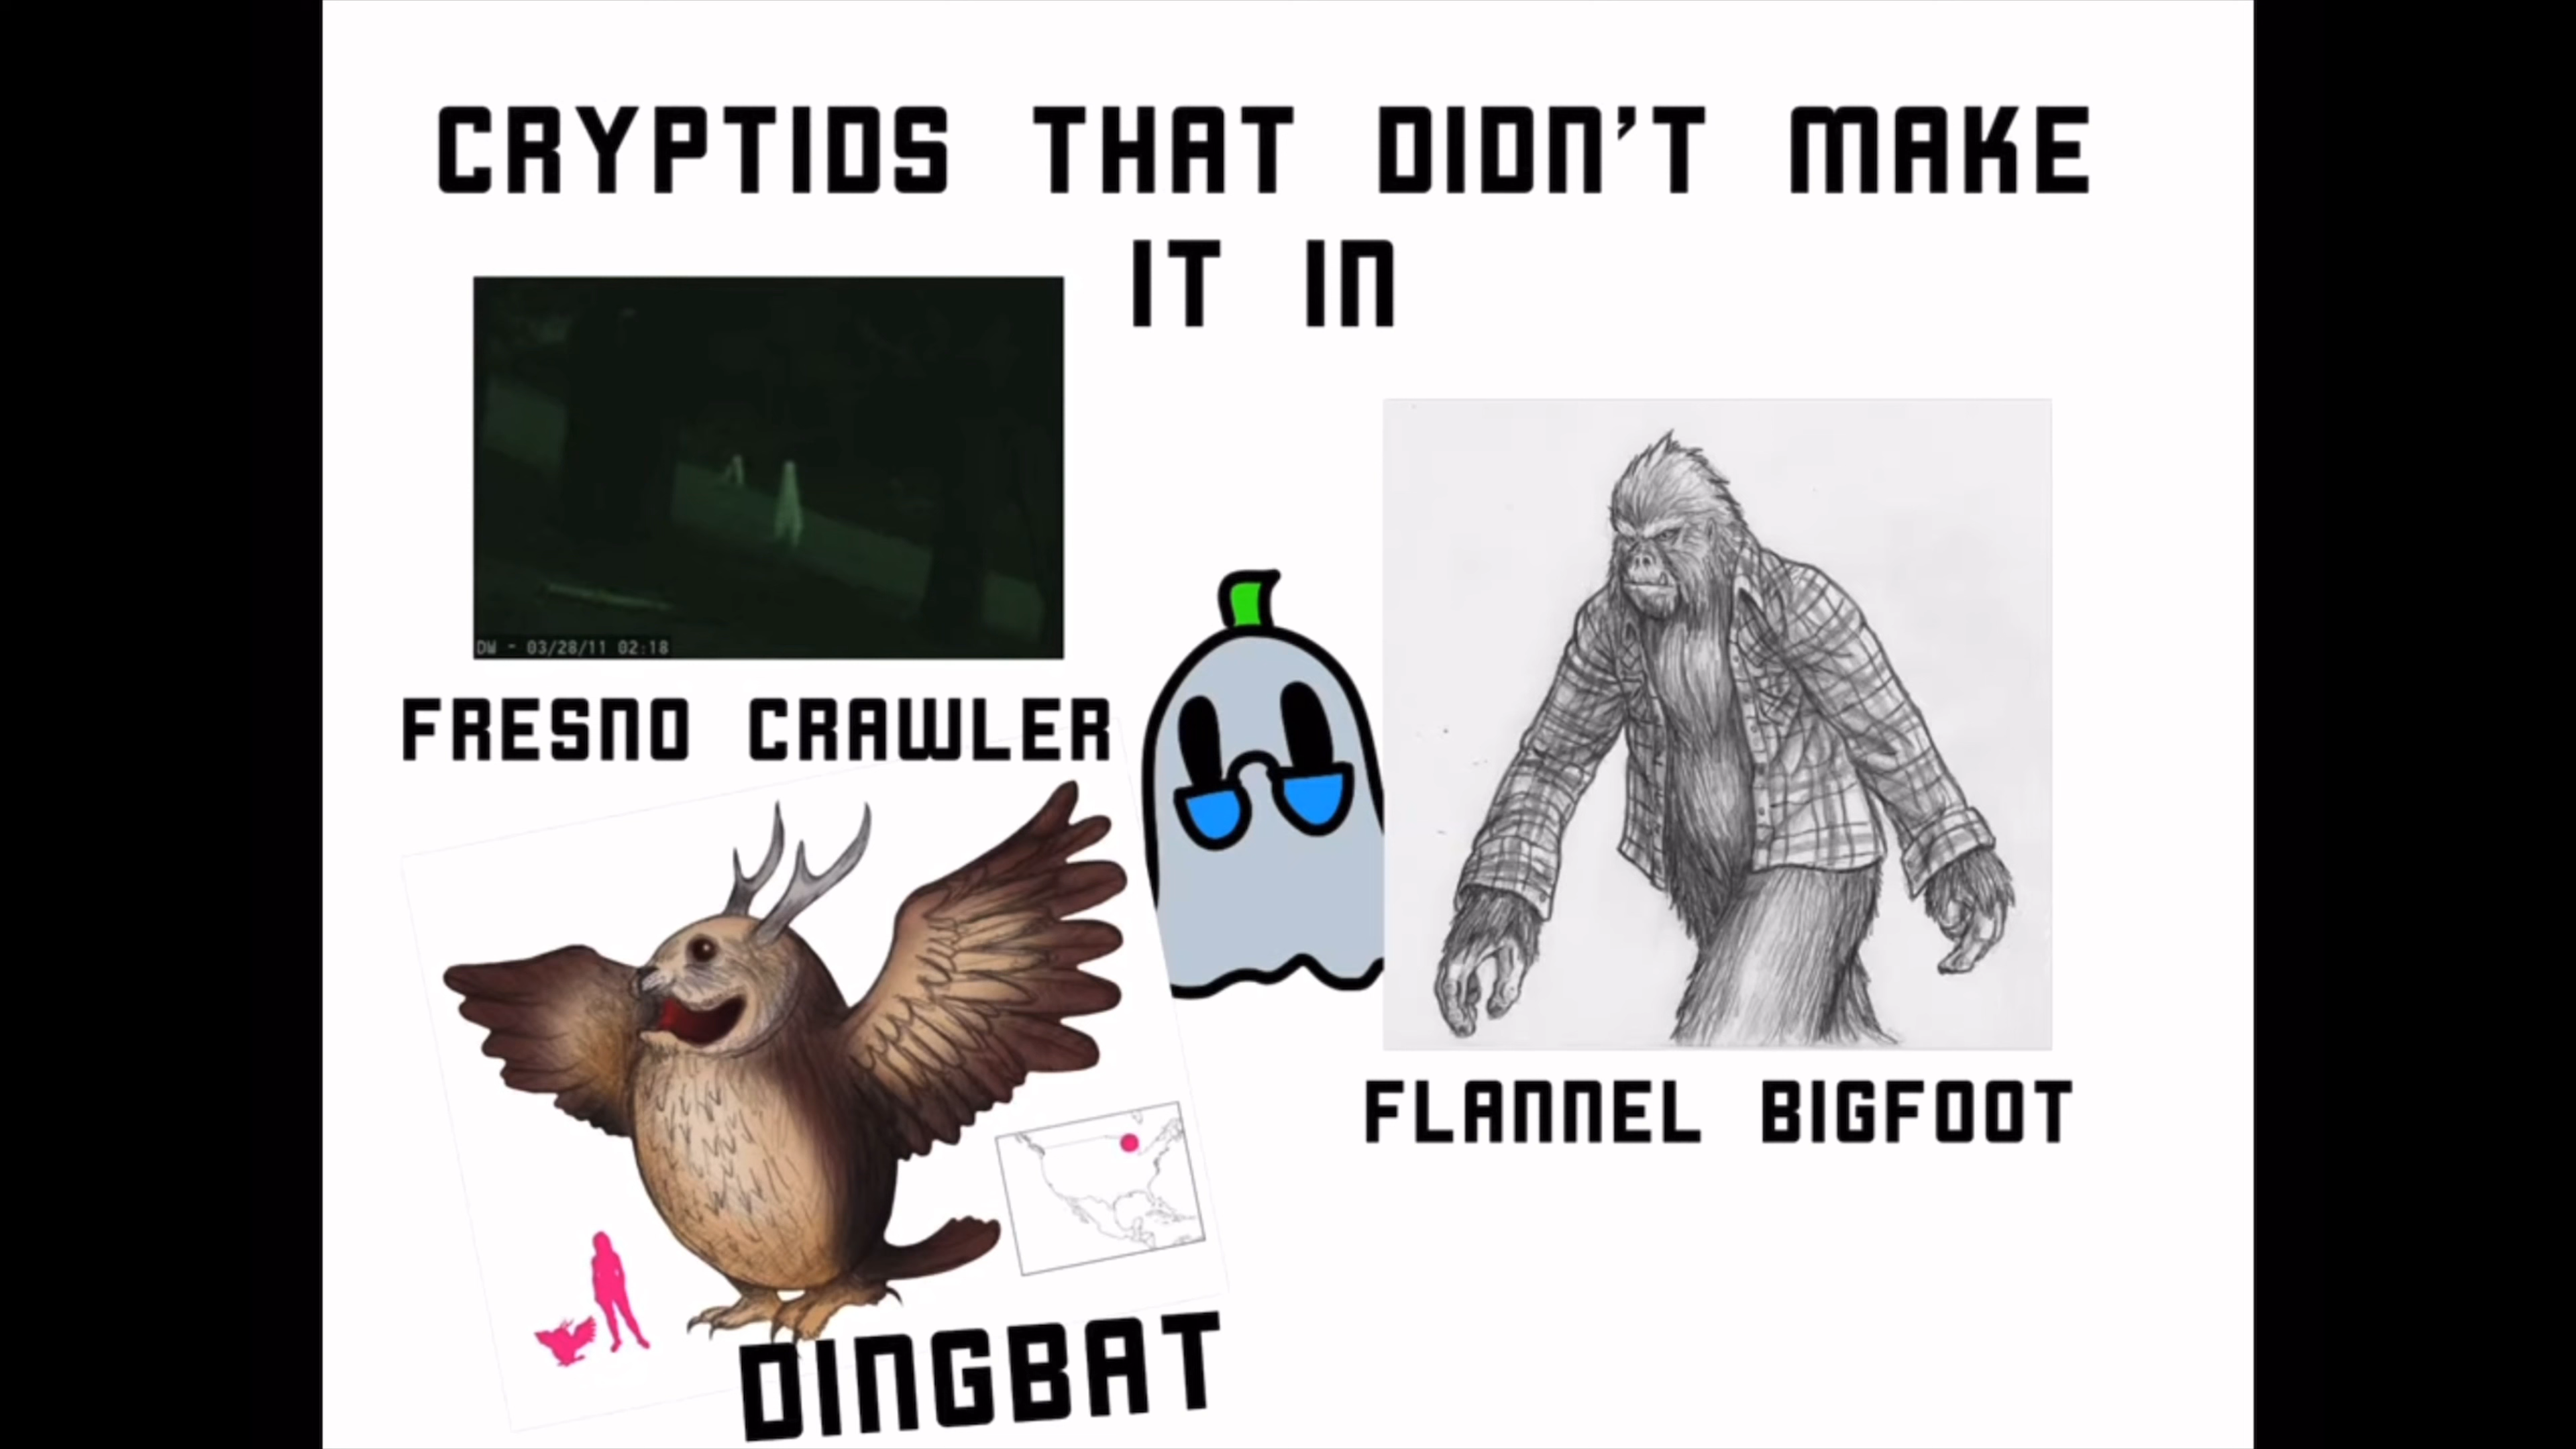 CRYPTIDS THAT DIDN'T MAKE
IT IN
DW - 03/28/11 02:18
FRESNO CRAWLER
FLANNEL BIGFOOT
DINGBAT